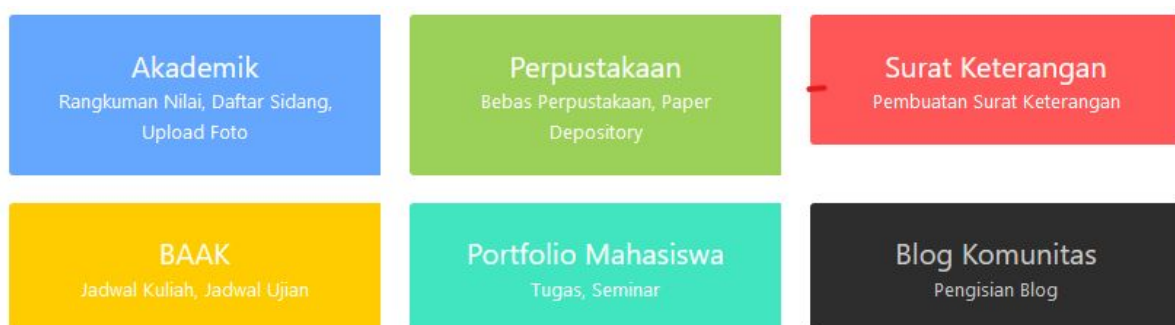 Akademik
Rangkuman Nilai, Daftar Sidang,
Upload Foto
Perpustakaan
Bebas Perpustakaan, Paper
Depository
Surat Keterangan
Pembuatan Surat Keterangan
BAAK
Jadwal Kuliah, Jadwal Ujian
Portfolio Mahasiswa
Tugas, Seminar
Blog Komunitas
Pengisian Blog